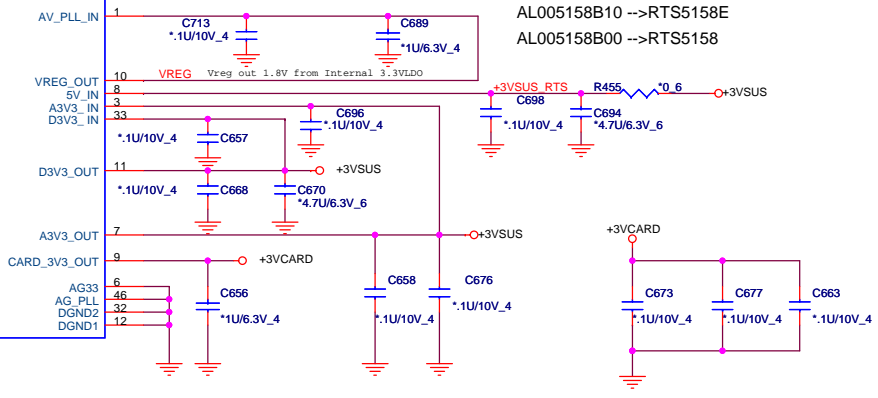 AL005158B10 -->RTS5158E
AL005158B00 -->RTS5158
AV_PLL_IN 1
C713
*.1U/10V_4
C689
*1U/6.3V_4
VREG_OUT 10 VREG Vreg out 1.8V from Internal 3.3VLDO
5V_IN 8 +3VSUS_RTS R455 *0_6 +3VSUS
A3V3_IN 3
D3V3_IN 33
C698
*.1U/10V_4
C694
*4.7U/6.3V_6
C696
*.1U/10V_4
*.1U/10V_4 C657
D3V3_OUT 11 +3VSUS
*.1U/10V_4 C668
C670
*4.7U/6.3V_6
A3V3_OUT 7 +3VSUS
CARD_3V3_OUT 9 +3VCARD
AG33 6
AG_PLL 46
DGND2 32
DGND1 12
C656
*1U/6.3V_4
C658
*.1U/10V_4
C676
*.1U/10V_4
+3VCARD
C673
*.1U/10V_4
C677
*.1U/10V_4
C663
*.1U/10V_4